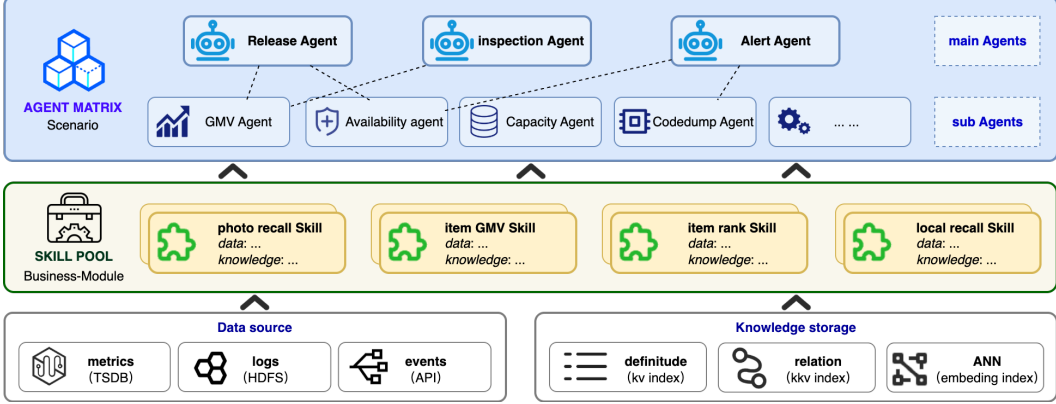 Release Agent
inspection Agent
Alert Agent
main Agents
AGENT MATRIX
Scenario
GMV Agent
Availability agent
Capacity Agent
Codedump Agent
... ...
sub Agents
SKILL POOL
Business-Module
photo recall Skill
data: ...
knowledge: ...
item GMV Skill
data: ...
knowledge: ...
item rank Skill
data: ...
knowledge: ...
local recall Skill
data: ...
knowledge: ...
Data source
metrics
(TSDB)
logs
(HDFS)
events
(API)
Knowledge storage
definitude
(kv index)
relation
(kkv index)
ANN
(embeding index)